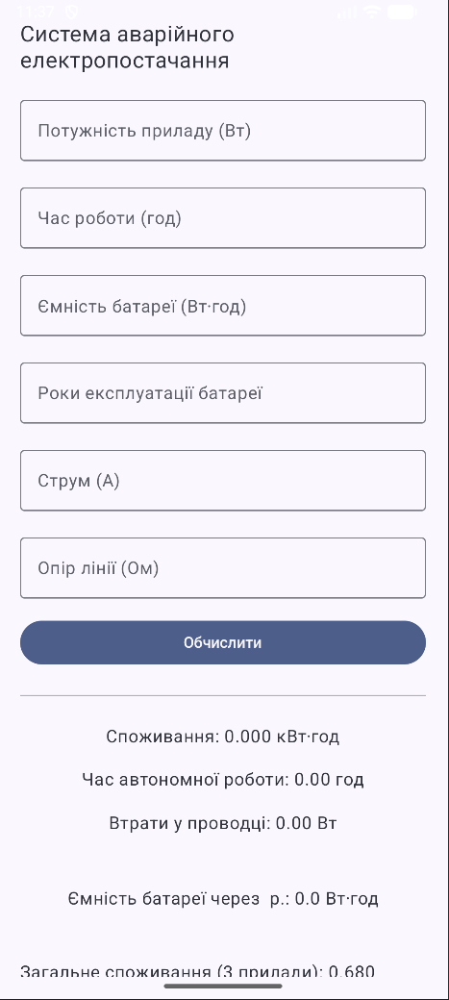 11:37
Система аварійного
електропостачання
Потужність приладу (Вт)
Час роботи (год)
Ємність батареї (Вт·год)
Роки експлуатації батареї
Струм (А)
Опір лінії (Ом)
Обчислити
Споживання: 0.000 кВт·год
Час автономної роботи: 0.00 год
Втрати у проводці: 0.00 Вт
Ємність батареї через р.: 0.0 Вт·год
Загальне споживання (3 прилади): 0.680